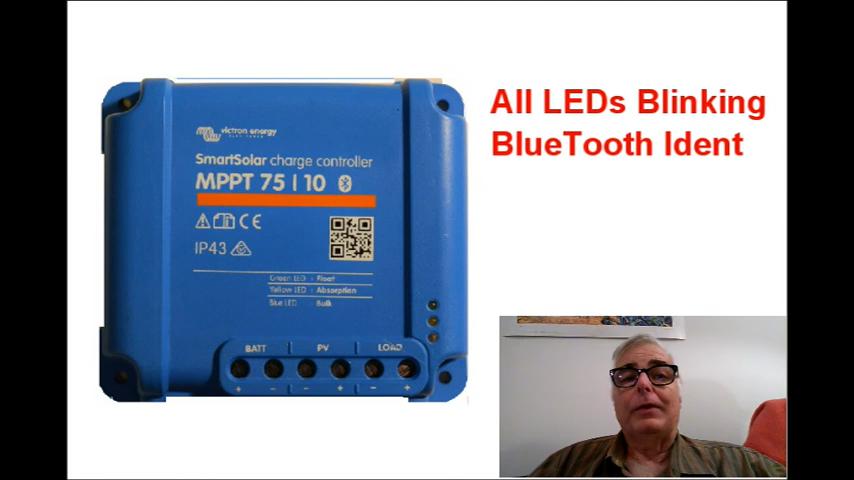 All LEDs Blinking
BlueTooth Ident
victron energy
SmartSolar charge controller
MPPT 75 | 10
IP43
Green LED : Float
Yellow LED : Absorption
Blue LED : Bulk
BATT
PV
LOAD
+ - - + - +